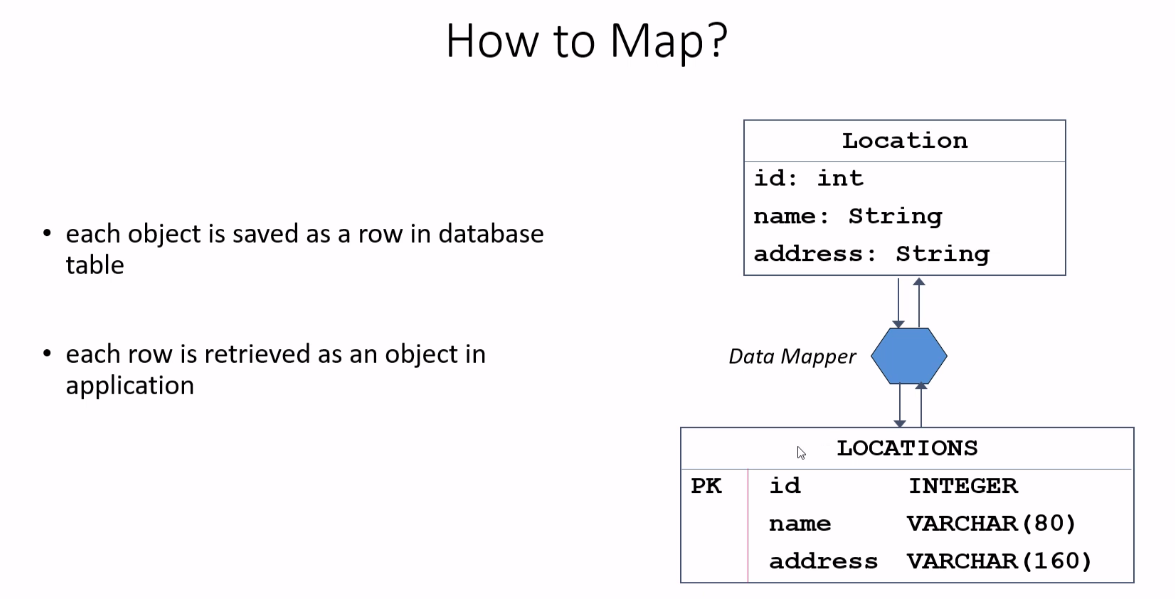 How to Map?
• each object is saved as a row in database
table
• each row is retrieved as an object in
application
Location
id: int
name: String
address: String
Data Mapper
LOCATIONS
PK id INTEGER
name VARCHAR(80)
address VARCHAR(160)